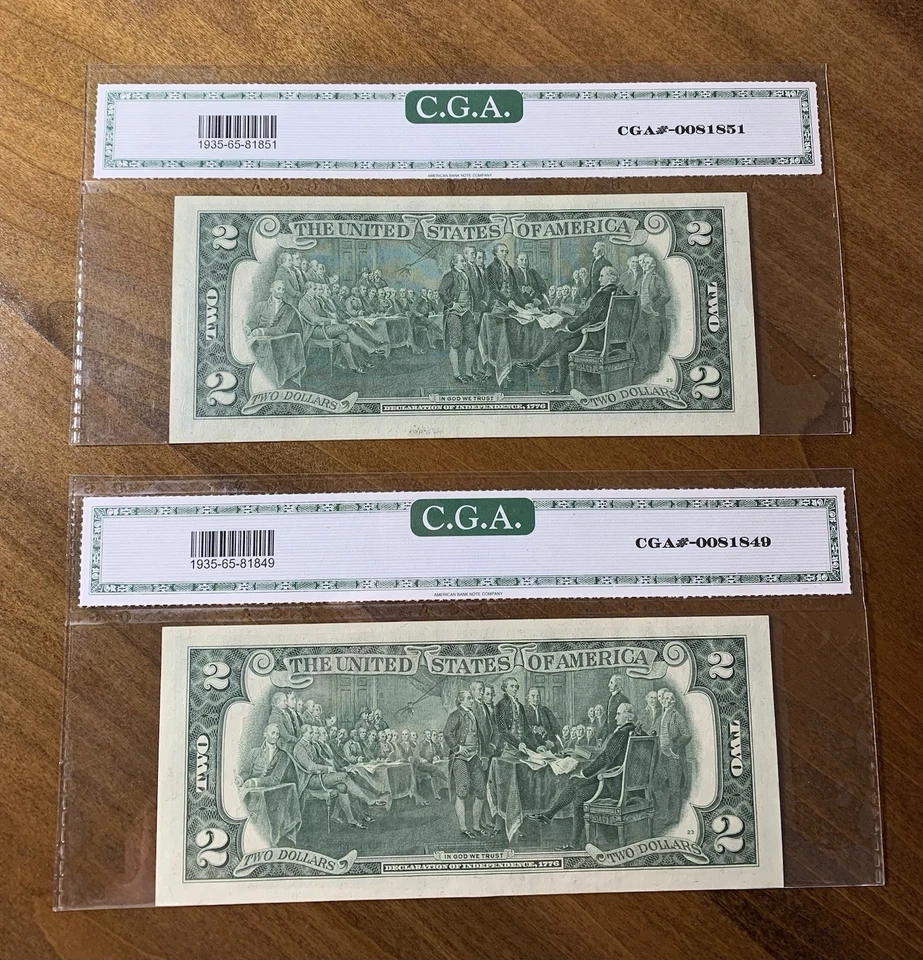 C.G.A.
1935-65-81851
CGA#-0081851
AMERICAN BANK NOTE COMPANY
2 THE UNITED STATES OF AMERICA 2
TWO TWO
2 TWO DOLLARS IN GOD WE TRUST TWO DOLLARS 2
DECLARATION OF INDEPENDENCE, 1776
C.G.A.
1935-65-81849
CGA#-0081849
AMERICAN BANK NOTE COMPANY
2 THE UNITED STATES OF AMERICA 2
TWO TWO
23
2 TWO DOLLARS IN GOD WE TRUST TWO DOLLARS 2
DECLARATION OF INDEPENDENCE, 1776